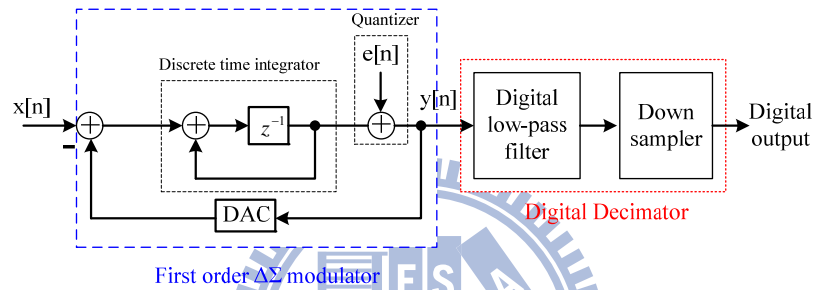 Quantizer
e[n]
Discrete time integrator
x[n]
y[n]
z⁻¹
DAC
Digital
low-pass
filter
Down
sampler
Digital
output
Digital Decimator
First order ΔΣ modulator
ESA